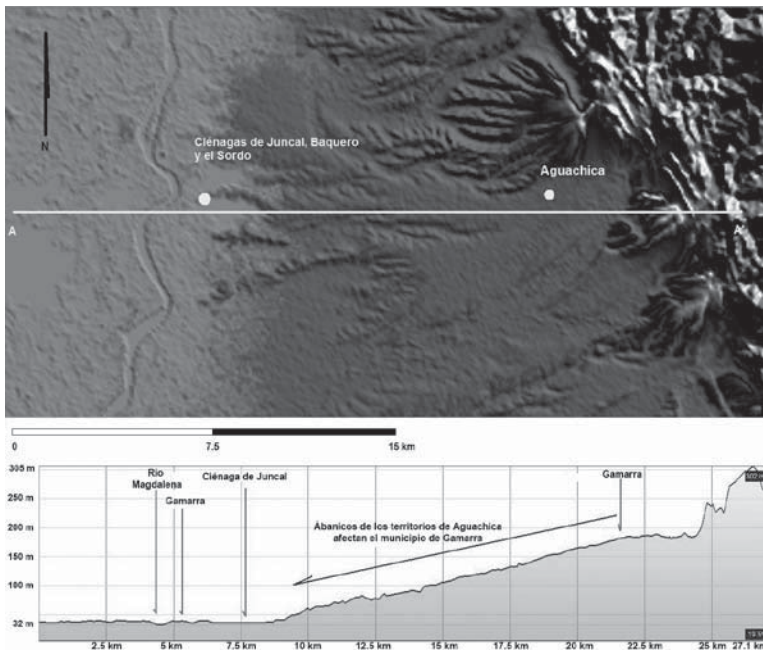 N
Ciénagas de Juncal, Baquero
y el Sordo
Aguachica
A
A'
0
7.5
15 km
305 m
250 m
200 m
150 m
100 m
32 m
Río
Magdalena
Gamarra
Ciénaga de Juncal
Ábanicos de los territorios de Aguachica
afectan el municipio de Gamarra
Gamarra
2.5 km
5 km
7.5 km
10 km
12.5 km
15 km
17.5 km
20 km
22.5 km
25 km
27.1 km